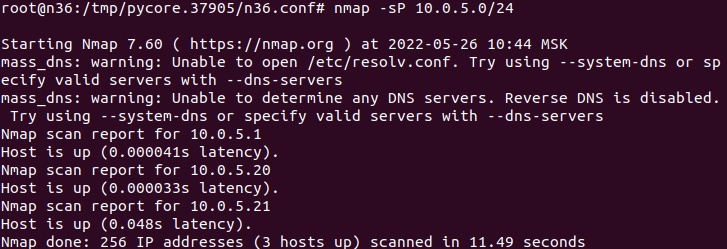 root@n36:/tmp/pycore.37905/n36.conf# nmap -sP 10.0.5.0/24
Starting Nmap 7.60 ( https://nmap.org ) at 2022-05-26 10:44 MSK
mass_dns: warning: Unable to open /etc/resolv.conf. Try using --system-dns or sp
ecify valid servers with --dns-servers
mass_dns: warning: Unable to determine any DNS servers. Reverse DNS is disabled.
 Try using --system-dns or specify valid servers with --dns-servers
Nmap scan report for 10.0.5.1
Host is up (0.000041s latency).
Nmap scan report for 10.0.5.20
Host is up (0.000033s latency).
Nmap scan report for 10.0.5.21
Host is up (0.048s latency).
Nmap done: 256 IP addresses (3 hosts up) scanned in 11.49 seconds